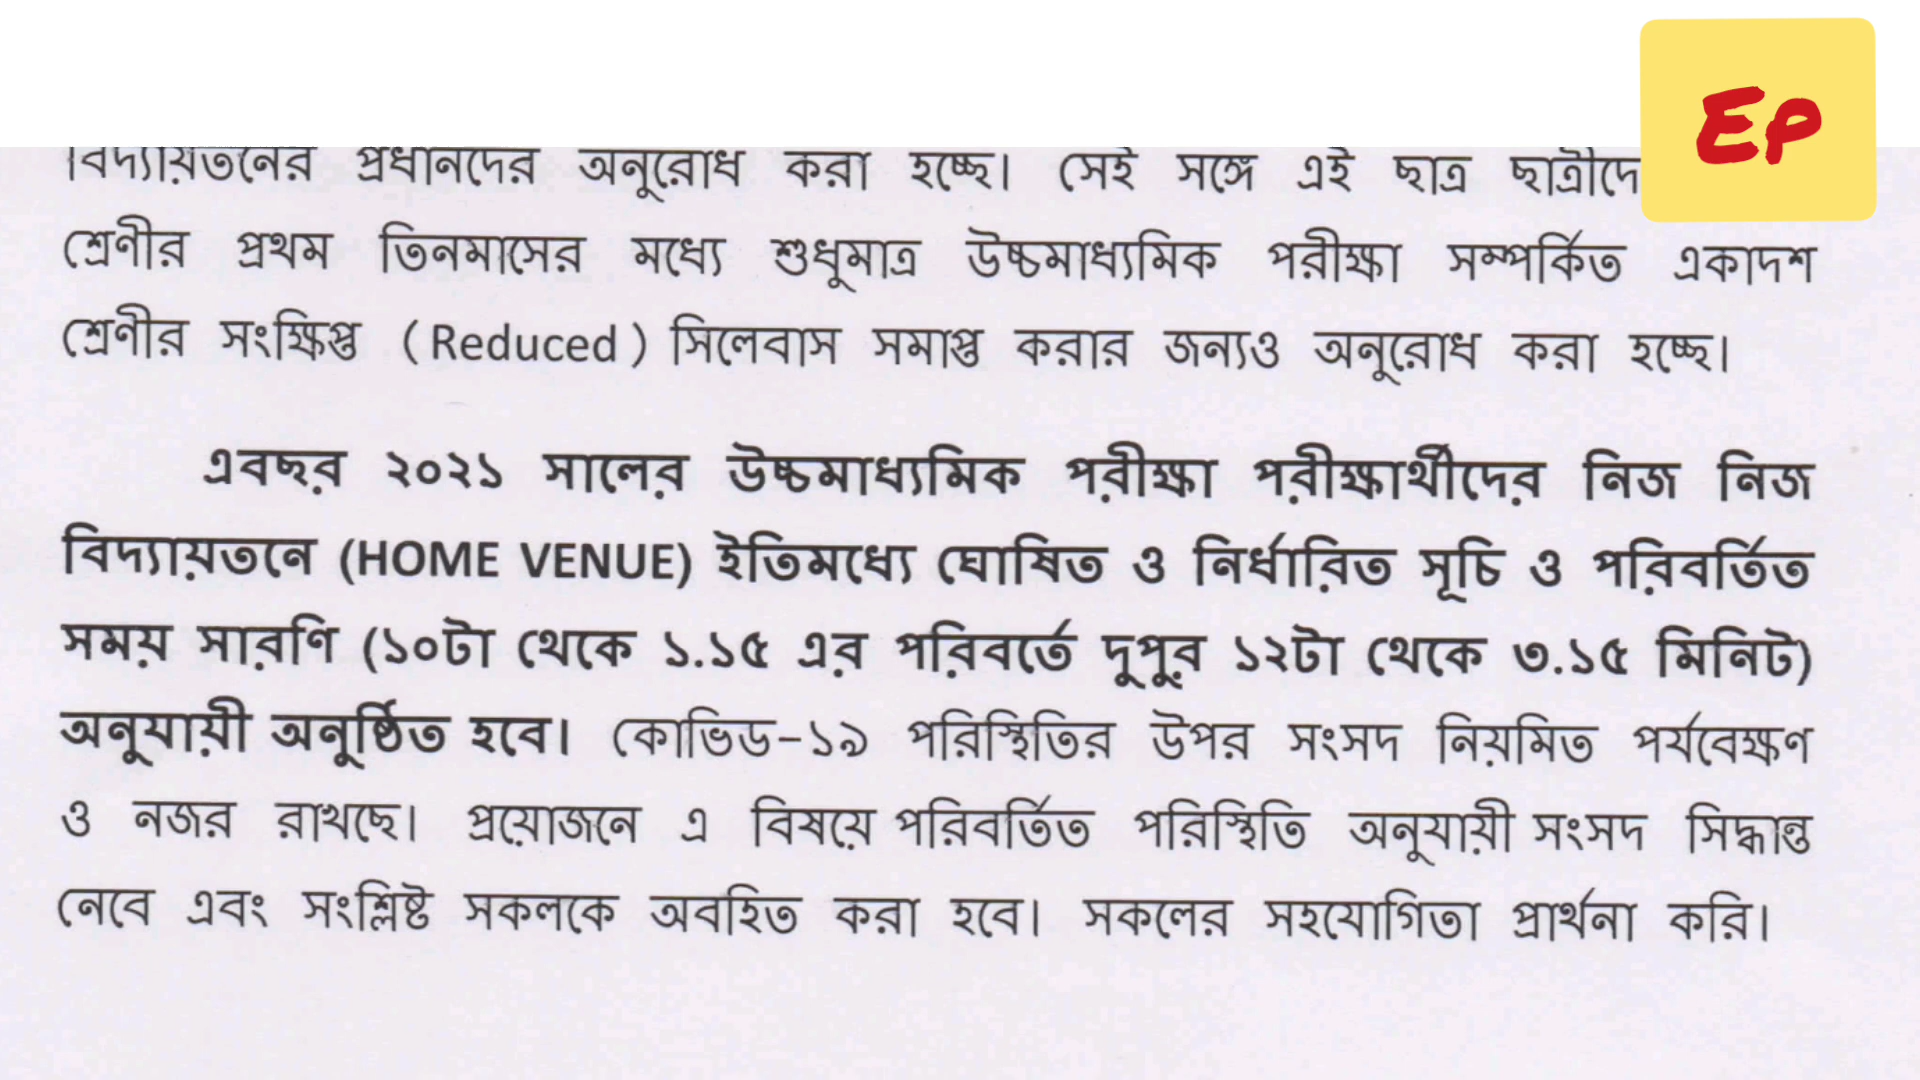 Ep
বিদ্যায়তনের প্রধানদের অনুরোধ করা হচ্ছে। সেই সঙ্গে এই ছাত্র ছাত্রীদে
শ্রেণীর প্রথম তিনমাসের মধ্যে শুধুমাত্র উচ্চমাধ্যমিক পরীক্ষা সম্পর্কিত একাদশ
শ্রেণীর সংক্ষিপ্ত (Reduced) সিলেবাস সমাপ্ত করার জন্যও অনুরোধ করা হচ্ছে।
এবছর ২০২১ সালের উচ্চমাধ্যমিক পরীক্ষা পরীক্ষার্থীদের নিজ নিজ
বিদ্যায়তনে (HOME VENUE) ইতিমধ্যে ঘোষিত ও নির্ধারিত সূচি ও পরিবর্তিত
সময় সারণি (১০টা থেকে ১.১৫ এর পরিবর্তে দুপুর ১২টা থেকে ৩.১৫ মিনিট)
অনুযায়ী অনুষ্ঠিত হবে। কোভিড-১৯ পরিস্থিতির উপর সংসদ নিয়মিত পর্যবেক্ষণ
ও নজর রাখছে। প্রয়োজনে এ বিষয়ে পরিবর্তিত পরিস্থিতি অনুযায়ী সংসদ সিদ্ধান্ত
নেবে এবং সংশ্লিষ্ট সকলকে অবহিত করা হবে। সকলের সহযোগিতা প্রার্থনা করি।